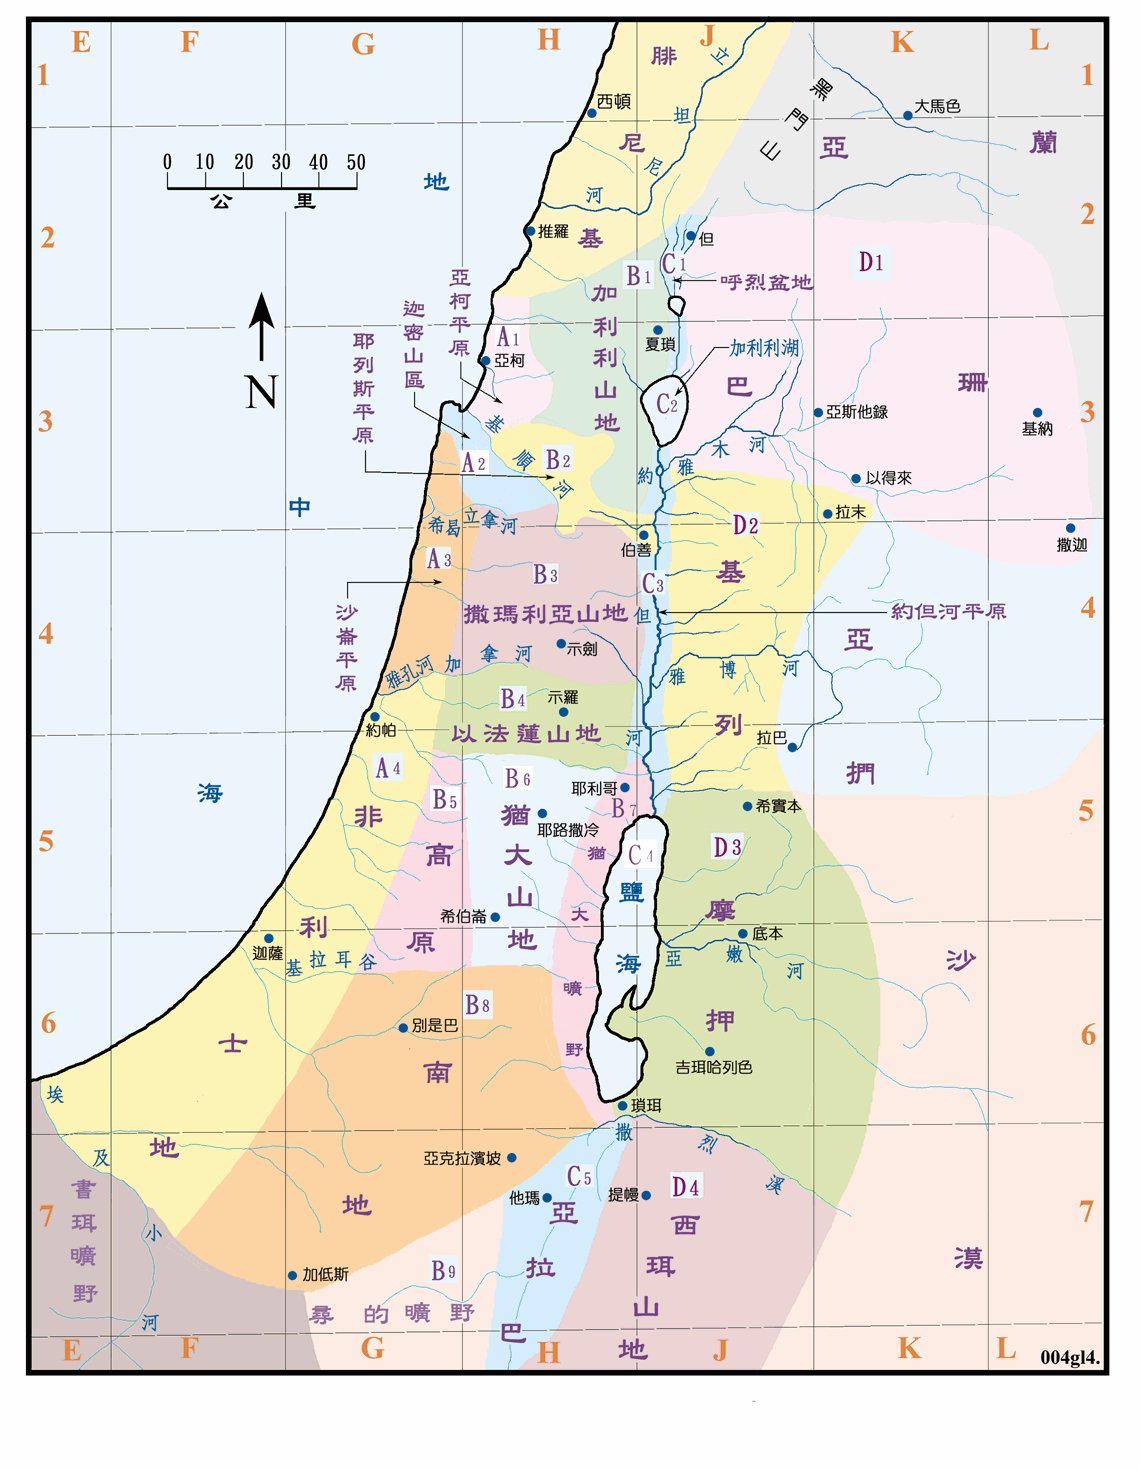 E F G H J K L
1
1
2
2
3
3
4
4
5
5
6
6
7
7
0 10 20 30 40 50
公里
N
地中海
腓尼基
立坦尼河
黑門山
亞蘭
大馬色
西頓
推羅
但
B1
C1
D1
呼烈盆地
加利利山地
亞柯平原
迦密山區
耶列斯平原
A1
亞柯
夏瑣
加利利湖
C2
巴珊
亞斯他錄
基納
基順河
A2
B2
約但河
雅木河
以得來
拉末
撒迦
希曷立拿河
伯善
D2
A3
B3
C3
基列
撒瑪利亞山地
約但河平原
沙崙平原
示劍
亞捫
雅孔河
加拿河
雅博河
B4
示羅
以法蓮山地
約帕
拉巴
A4
B5
B6
B7
耶利哥
希實本
非利士地
高原
猶大山地
耶路撒冷
猶大曠野
C4
鹽海
D3
摩押
希伯崙
底本
迦薩
基拉耳谷
亞嫩河
沙漠
B8
別是巴
南地
吉珥哈列色
瑣珥
埃及小河
書珥曠野
撒烈溪
亞克拉濱坡
C5
他瑪
提幔
D4
亞拉巴
西珥山地
加低斯
B9
尋的曠野
E F G H J K L
004gl4.